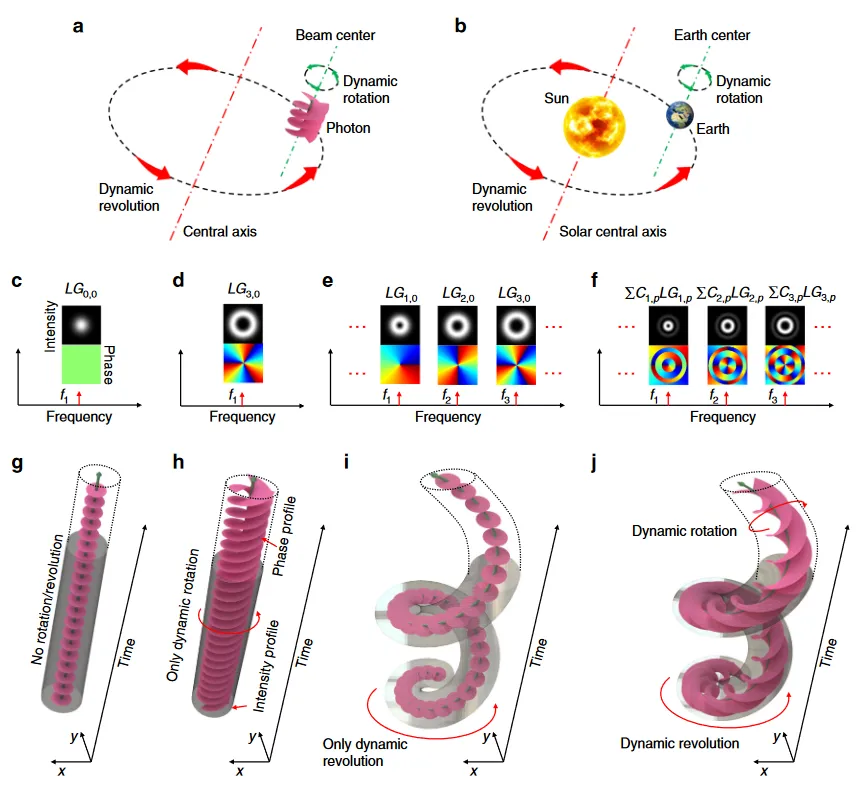 a
Beam center
Dynamic
rotation
Photon
Dynamic
revolution
Central axis
b
Earth center
Dynamic
rotation
Sun
Earth
Dynamic
revolution
Solar central axis
c
LG0,0
Intensity
Phase
f1
Frequency
d
LG3,0
f1
Frequency
e
LG1,0 LG2,0 LG3,0
... ...
... ...
f1 f2 f3
Frequency
f
∑C1,pLG1,p ∑C2,pLG2,p ∑C3,pLG3,p
... ...
... ...
f1 f2 f3
Frequency
g
No rotation/revolution
Time
y
x
h
Only dynamic rotation
Phase profile
Intensity profile
Time
y
x
i
Time
Only dynamic
revolution
y
x
j
Dynamic rotation
Time
Dynamic revolution
y
x